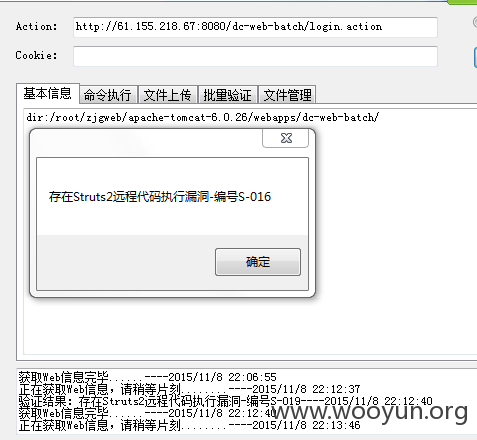 Action: http://61.155.218.67:8080/dc-web-batch/login.action
Cookie:
基本信息 命令执行 文件上传 批量验证 文件管理
dir:/root/zjgweb/apache-tomcat-6.0.26/webapps/dc-web-batch/
存在Struts2远程代码执行漏洞-编号S-016
确定
获取Web信息完毕......----2015/11/8 22:06:55
正在获取Web信息,请稍等片刻........----2015/11/8 22:12:37
验证结果: 存在Struts2远程代码执行漏洞-编号S-019----2015/11/8 22:12:40
获取Web信息完毕......----2015/11/8 22:12:40
正在获取Web信息,请稍等片刻........----2015/11/8 22:13:46
www.wooyun.org